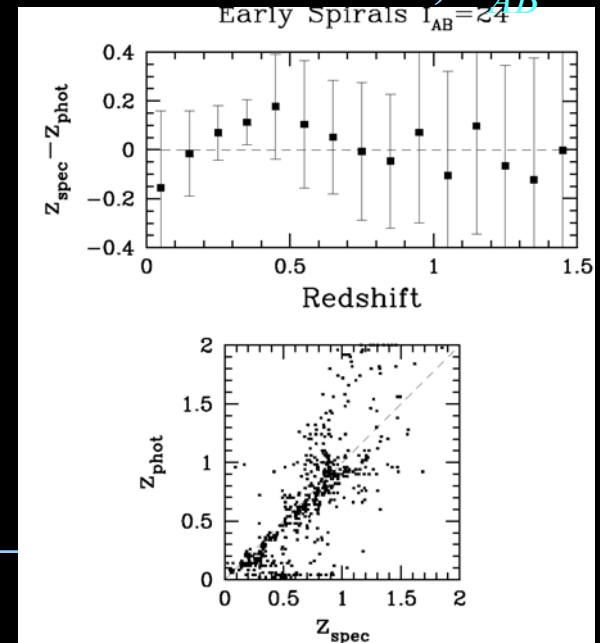 AB
Early Spirals I_AB=24
0.4
0.2
0
−0.2
−0.4
Z_spec−Z_phot
0 0.5 1 1.5
Redshift
2
1.5
1
0.5
0
Z_phot
0 0.5 1 1.5 2
Z_spec